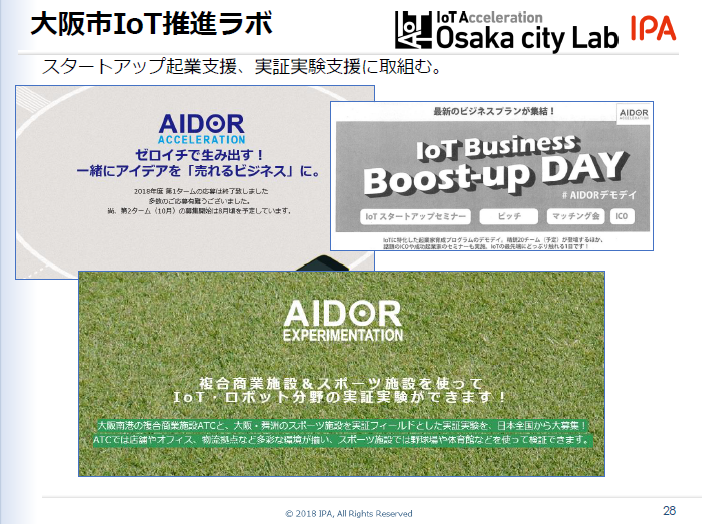 大阪市IoT推進ラボ
IoT Acceleration
Osaka city Lab
IPA
スタートアップ起業支援、実証実験支援に取組む。
AIDOR
ACCELERATION
ゼロイチで生み出す！
一緒にアイデアを「売れるビジネス」に。
2018年度 第1タームの応募は終了致しました
多数のご応募有難うございました。
尚、第2ターム（10月）の募集開始は8月頃を予定しています。
最新のビジネスプランが集結！
AIDOR
IoT Business
Boost-up DAY
# AIDORデモデイ
IoT スタートアップセミナー
ピッチ
マッチング会
ICO
IoTに特化した起業家育成プログラムのデモデイ。精鋭20チーム（予定）が登場するほか、
話題のICOや成功起業家のセミナーも実施。IoTの最先端にどっぷり触れる1日です！
AIDOR
EXPERIMENTATION
複合商業施設＆スポーツ施設を使って
IoT・ロボット分野の実証実験ができます！
大阪南港の複合商業施設ATCと、大阪・舞洲のスポーツ施設を実証フィールドとした実証実験を、日本全国から大募集！
ATCでは店舗やオフィス、物流拠点など多彩な環境が揃い、スポーツ施設では野球場や体育館などを使って検証できます。
© 2018 IPA, All Rights Reserved
28